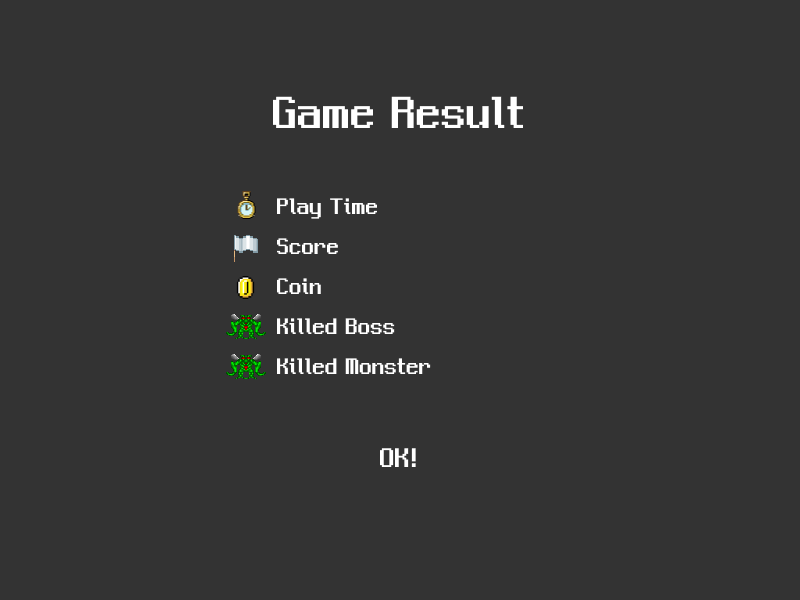 Game Result
Play Time
Score
Coin
Killed Boss
Killed Monster
OK!